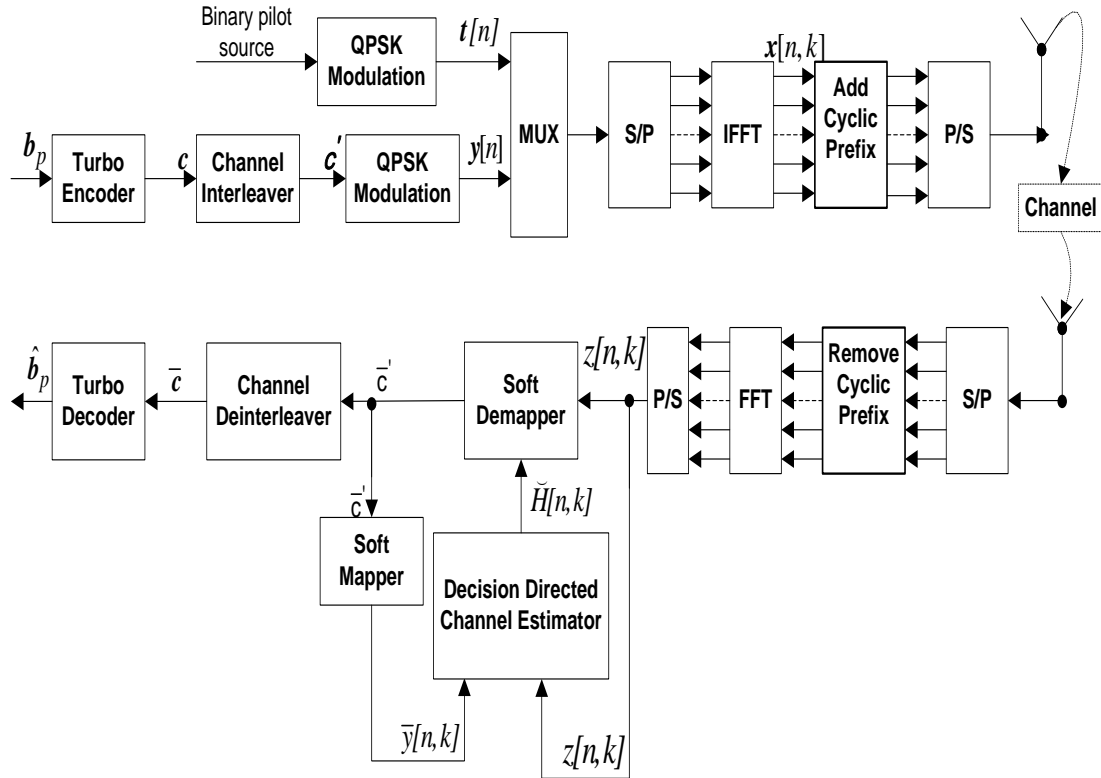 Binary pilot
source
QPSK
Modulation
t[n]
MUX
S/P
IFFT
x[n,k]
Add
Cyclic
Prefix
P/S
b_p
Turbo
Encoder
c
Channel
Interleaver
c'
QPSK
Modulation
y[n]
Channel
b̂_p
Turbo
Decoder
c̄
Channel
Deinterleaver
c̄'
Soft
Demapper
z[n,k]
P/S
FFT
Remove
Cyclic
Prefix
S/P
c̄'
H̆[n,k]
Soft
Mapper
Decision Directed
Channel Estimator
ȳ[n,k]
z[n,k]